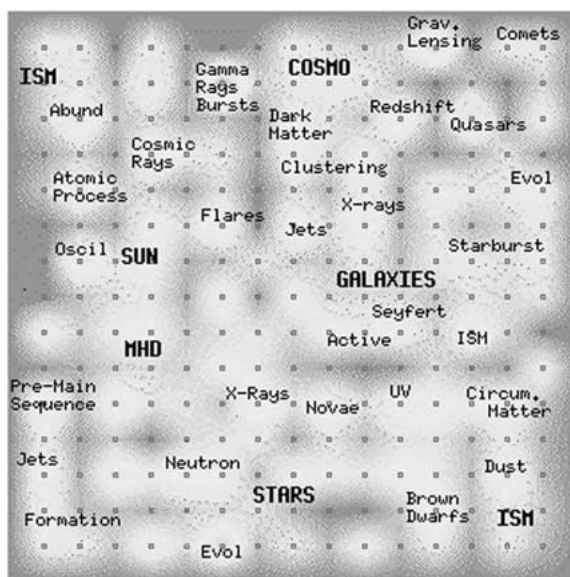 Grav.
Lensing
Comets
ISM
Gamma
Rays
Bursts
COSMO
Abund
Dark
Matter
Redshift
Quasars
Cosmic
Rays
Clustering
Atomic
Process
Evol
Flares
X-rays
Jets
Oscil
SUN
Starburst
GALAXIES
Seyfert
MHD
Active
ISM
Pre-Main
Sequence
X-Rays
Novae
UV
Circum.
Matter
Jets
Neutron
Dust
STARS
Brown
Dwarfs
Formation
ISM
Evol